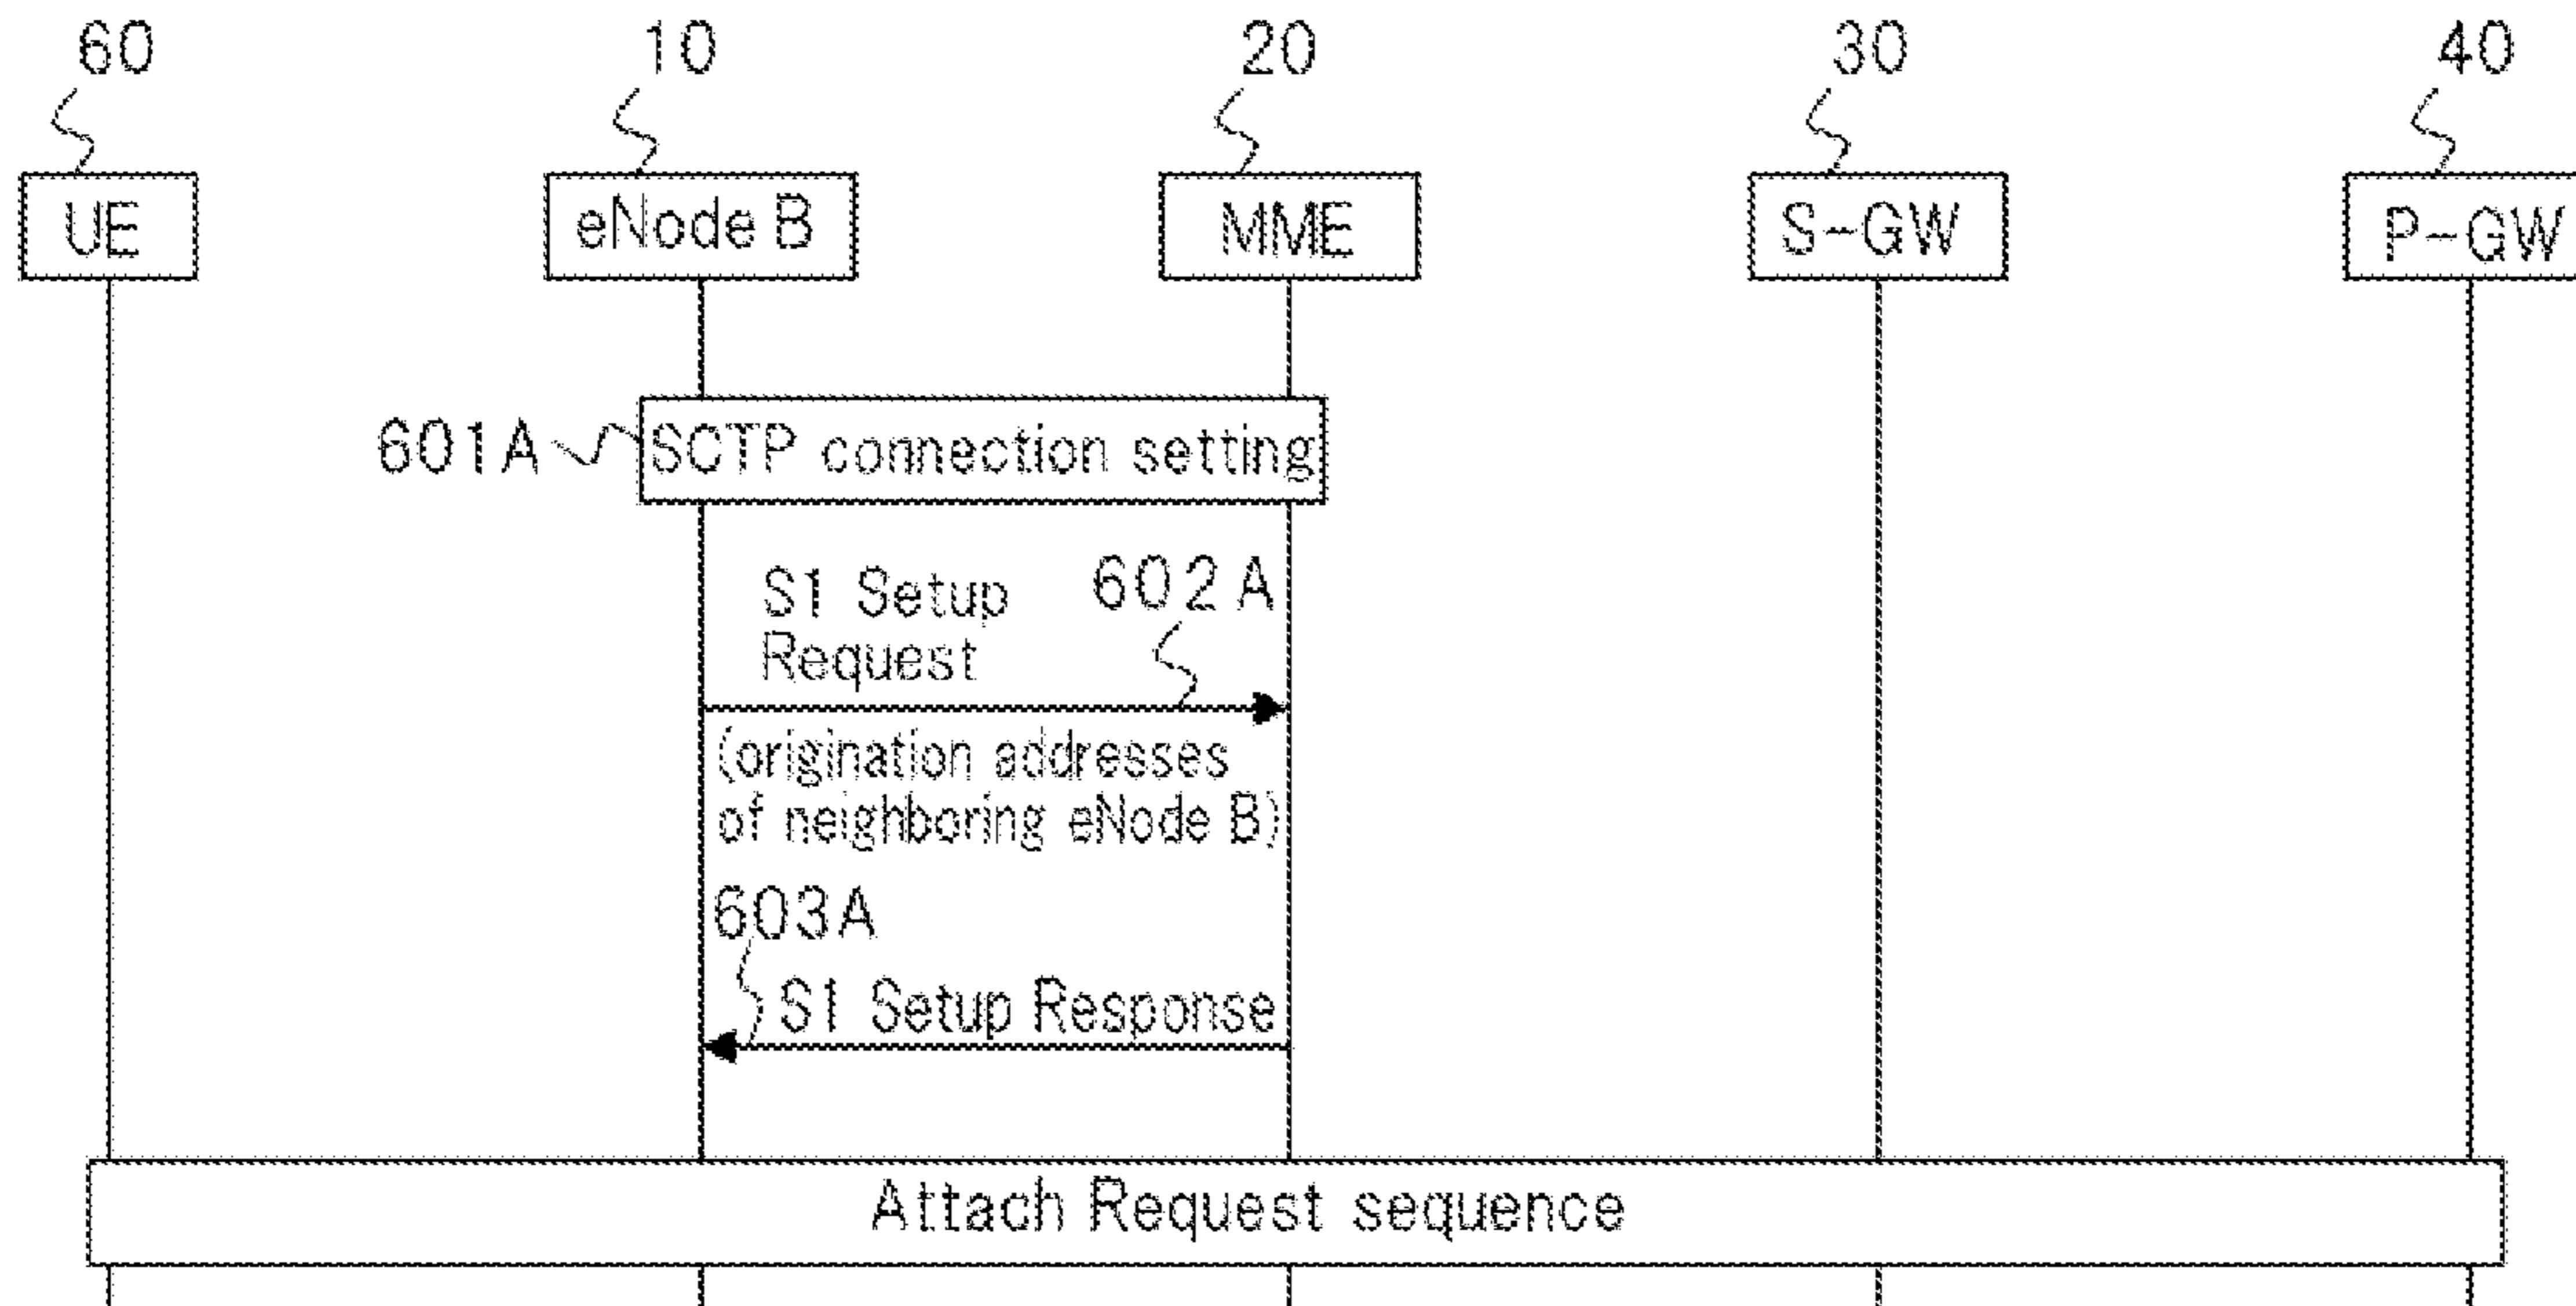 60 10 20 30 40
UE eNode B MME S-GW P-GW
601A SCTP connection setting
S1 Setup 602A
Request
(origination addresses
of neighboring eNode B)
603A
S1 Setup Response
Attach Request sequence